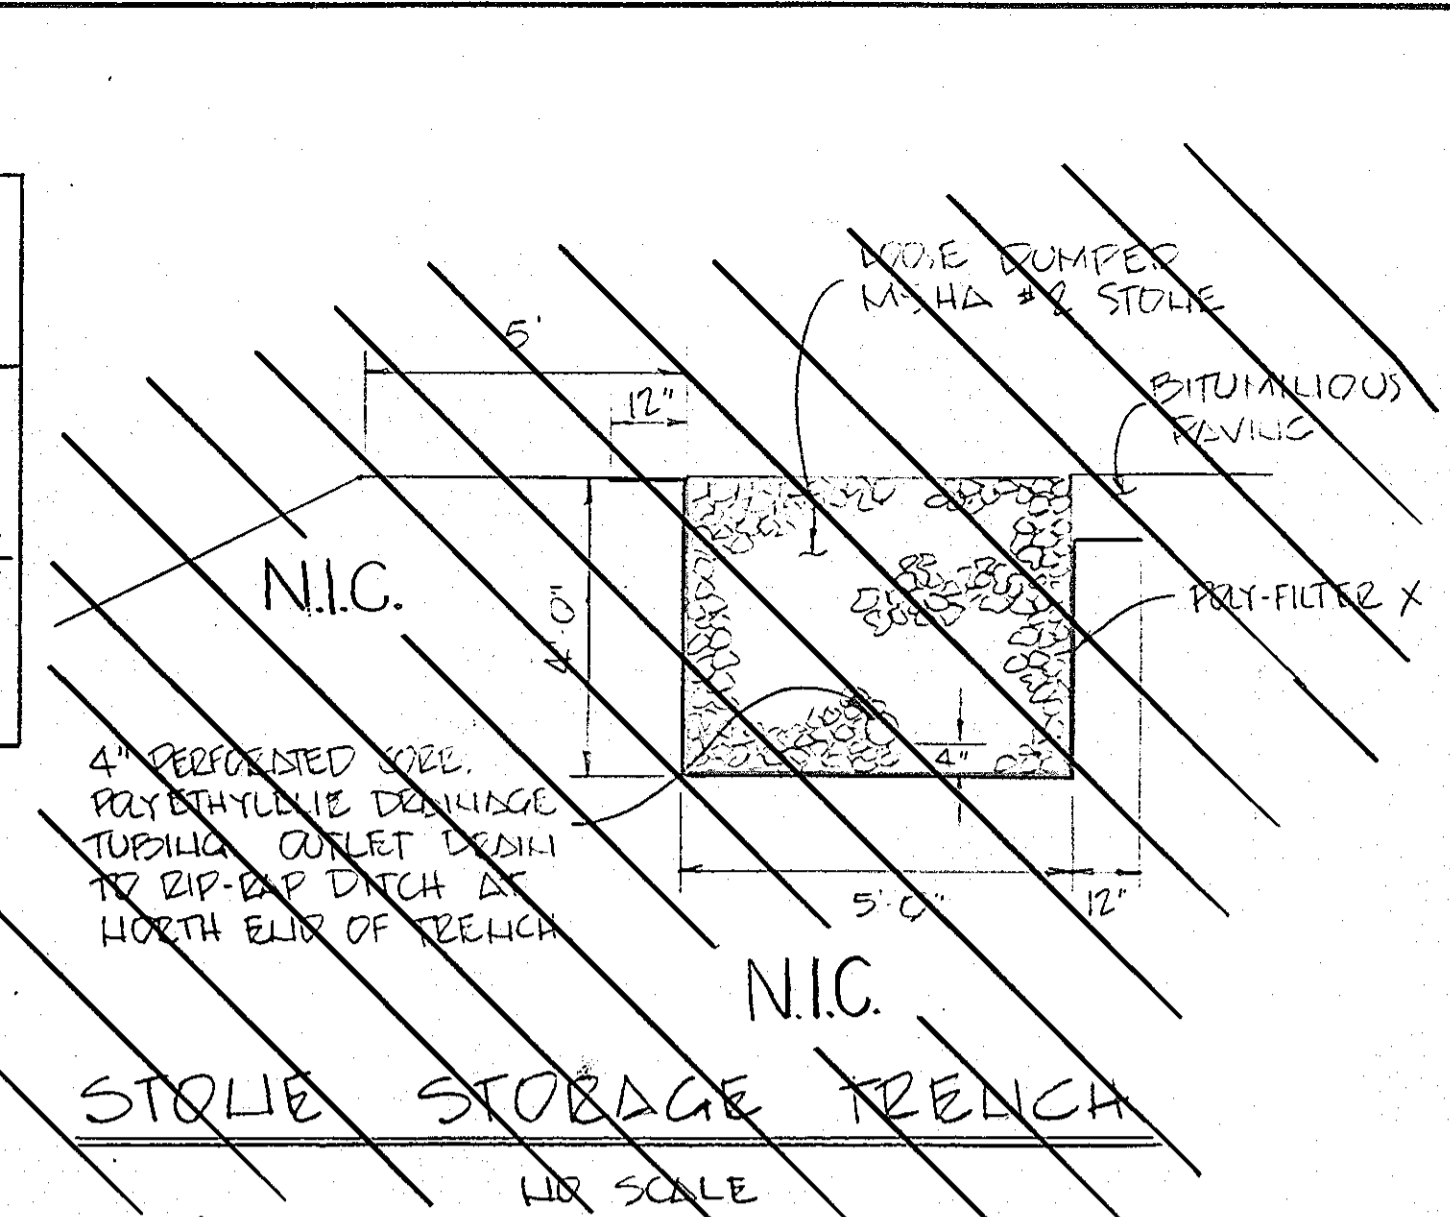 LOOSE DUMPED
MSHA #2 STONE
5'
12"
BITUMINIOUS
PAVING
N.I.C.
4'-0"
POLY-FILTER X
4" PERFORATED CORR.
POLYETHYLENE DRAINAGE
TUBING OUTLET DRAIN
TO RIP-RAP DITCH AT
NORTH END OF TRENCH
4"
5'-0"
12"
N.I.C.
STONE STORAGE TRENCH
NO SCALE